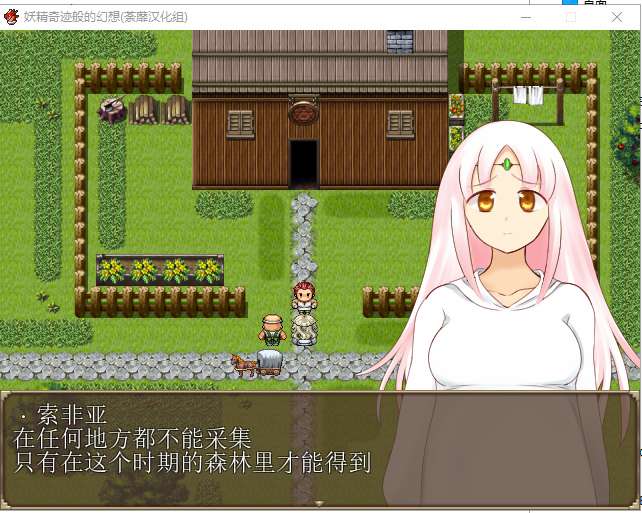 妖精奇迹般的幻想(荼靡汉化组)
· 索非亚
在任何地方都不能采集
只有在这个时期的森林里才能得到